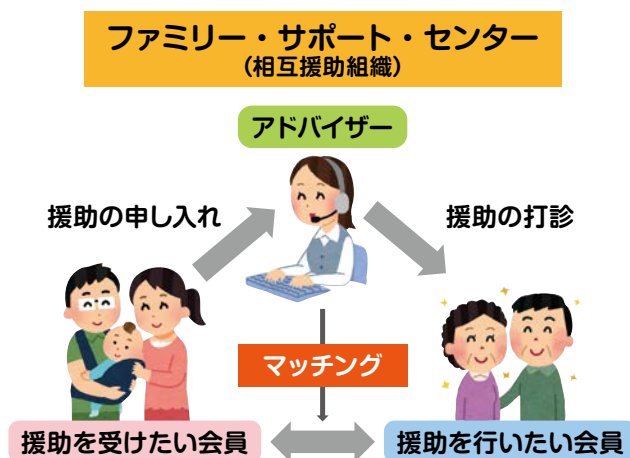 ファミリー・サポート・センター
（相互援助組織）
アドバイザー
援助の申し入れ
援助の打診
マッチング
援助を受けたい会員
援助を行いたい会員